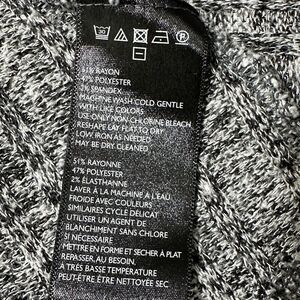 51% RAYON
47% POLYESTER
2% SPANDEX
MACHINE WASH COLD GENTLE
WITH LIKE COLORS
USE ONLY NON CHLORINE BLEACH
RESHAPE LAY FLAT TO DRY
LOW IRON AS NEEDED
MAY BE DRY CLEANED
51% RAYONNE
47% POLYESTER
2% ÉLASTHANNE
LAVER À LA MACHINE À L'EAU
FROIDE AVEC COULEURS
SIMILAIRES CYCLE DÉLICAT
UTILISER UN AGENT DE
BLANCHIMENT SANS CHLORE
SI NÉCESSAIRE
METTRE EN FORME ET SÉCHER À PLAT
REPASSER, AU BESOIN,
À TRÈS BASSE TEMPÉRATURE
PEUT-ÊTRE ÊTRE NETTOYÉ SEC